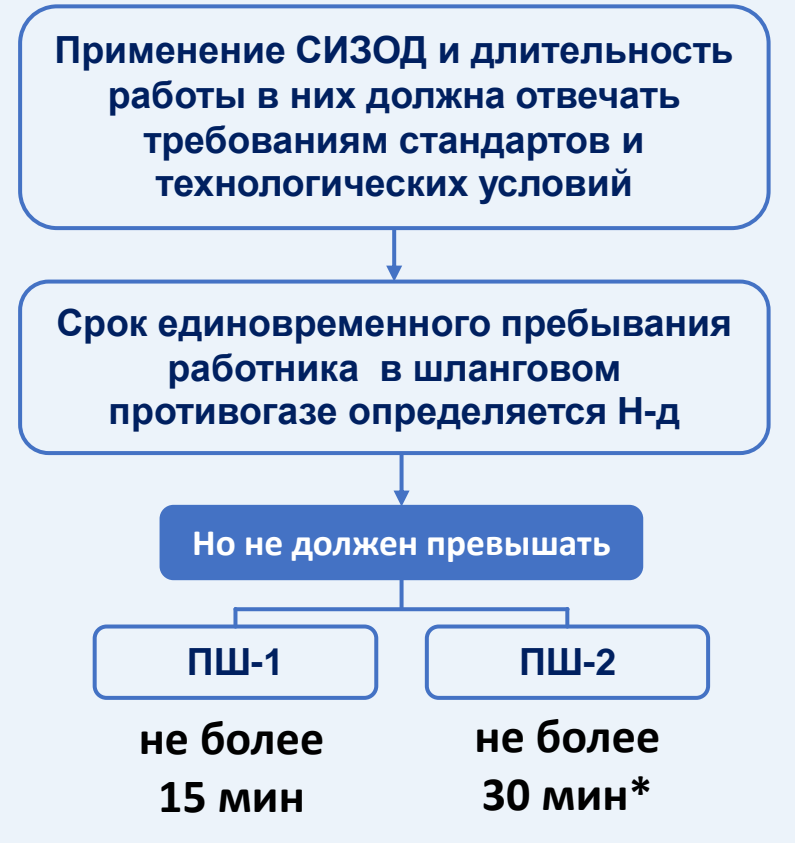 Применение СИЗОД и длительность
работы в них должна отвечать
требованиям стандартов и
технологических условий
Срок единовременного пребывания
работника в шланговом
противогазе определяется Н-д
Но не должен превышать
ПШ-1
ПШ-2
не более
15 мин
не более
30 мин*